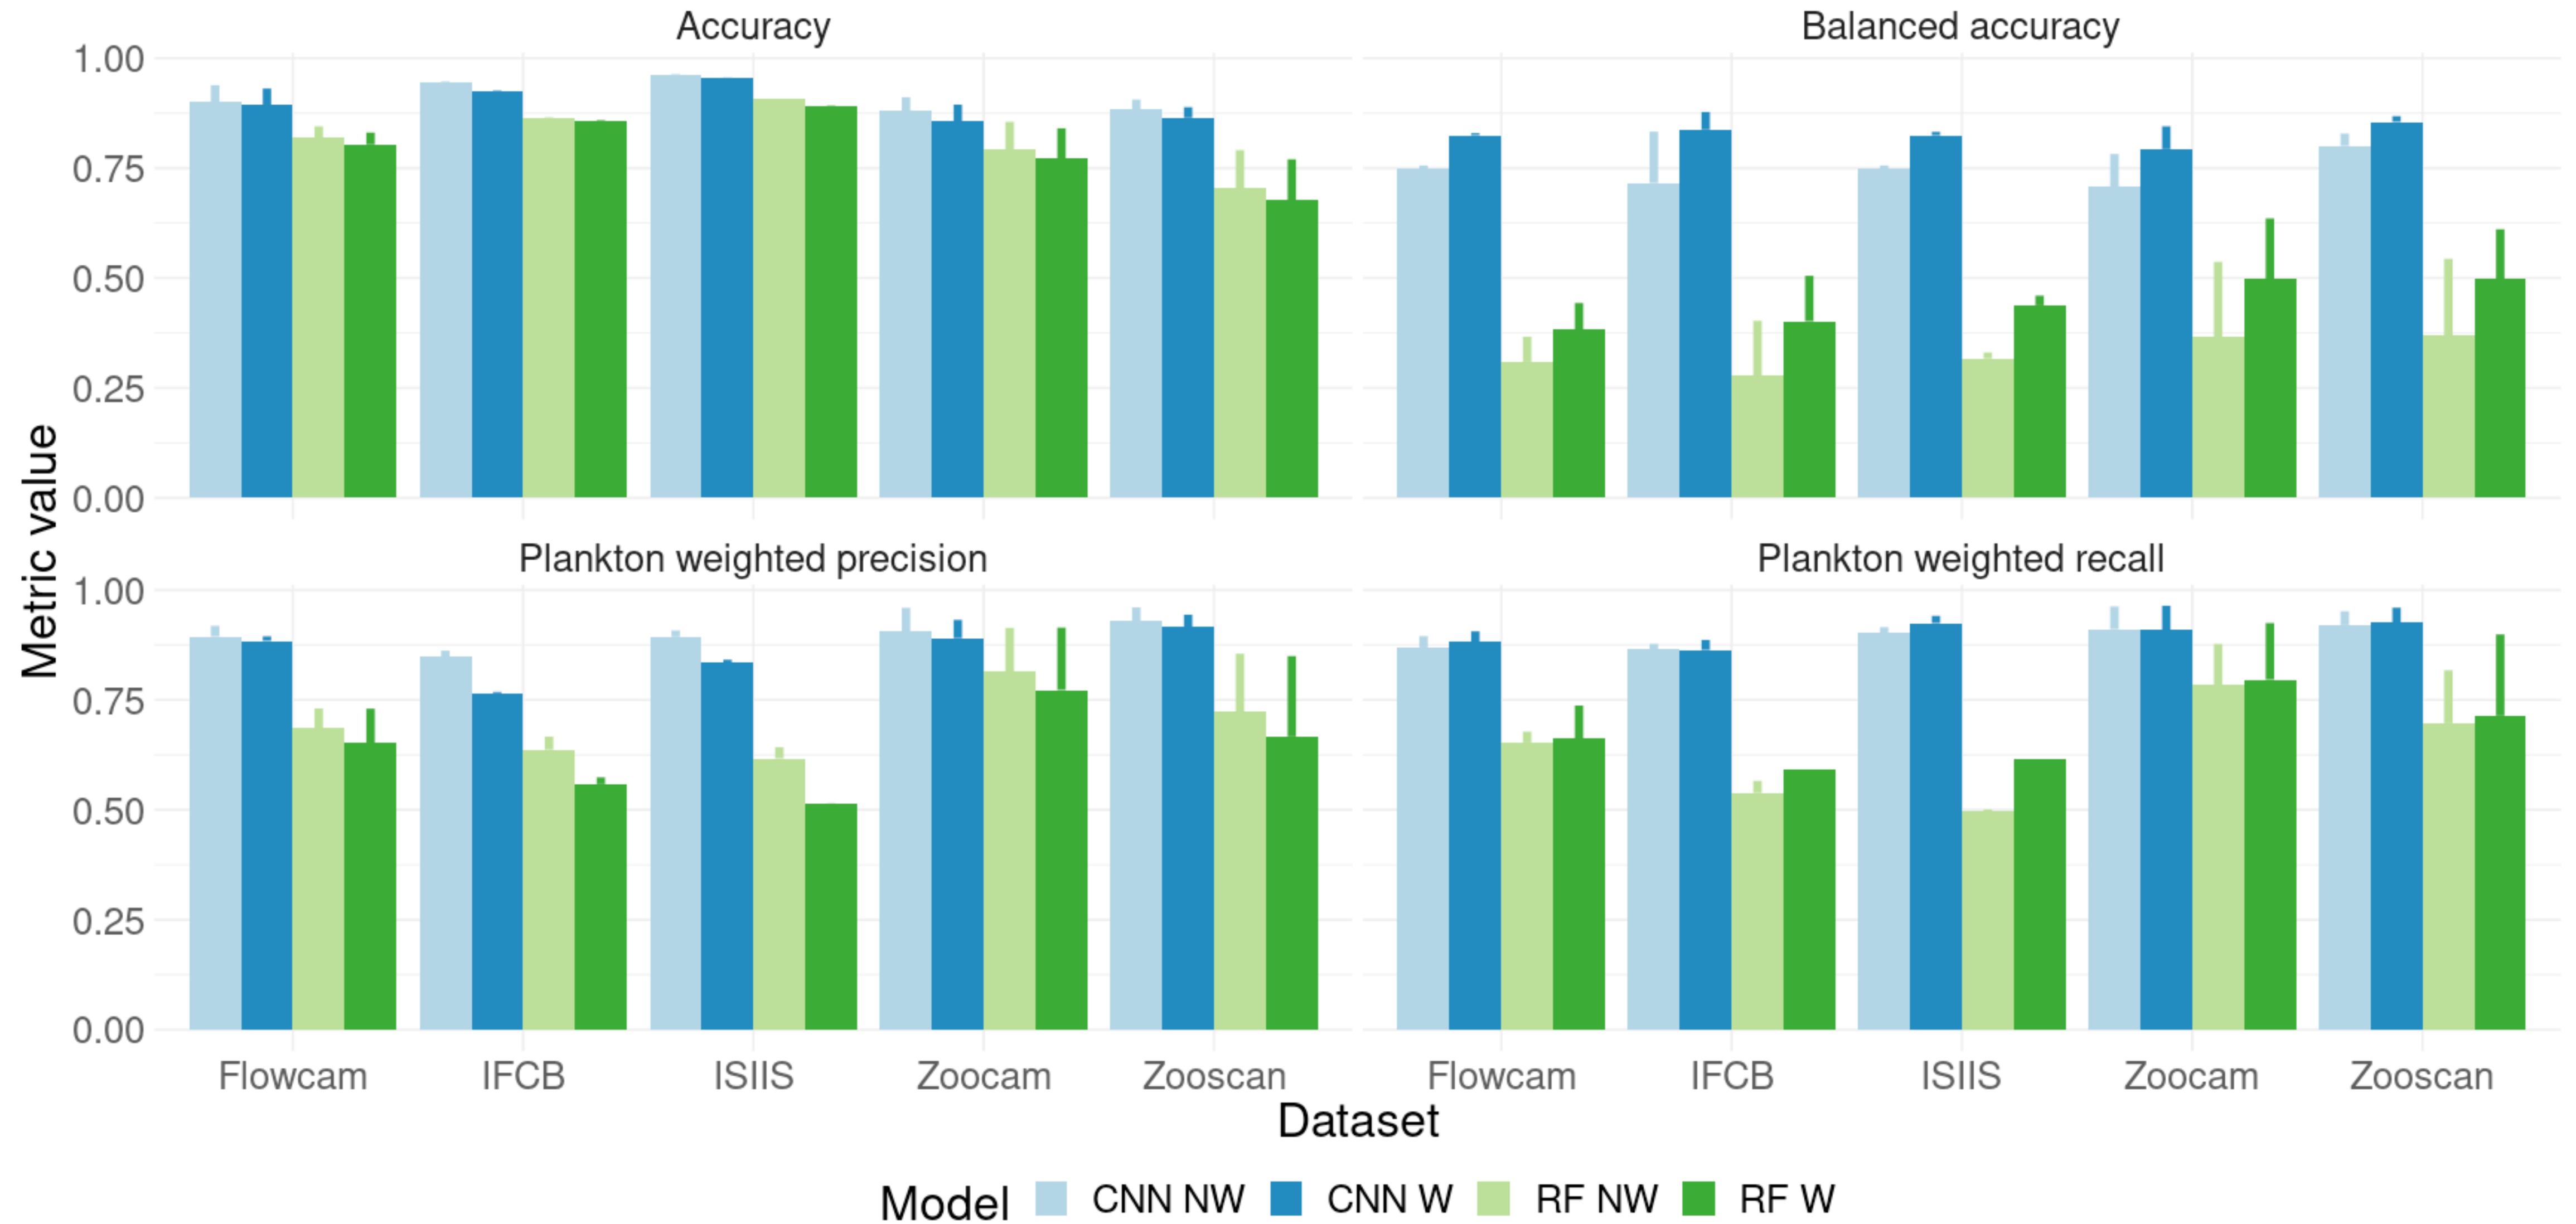 Accuracy
Balanced accuracy
1.00
0.75
0.50
0.25
0.00
Plankton weighted precision
Plankton weighted recall
1.00
0.75
0.50
0.25
0.00
Metric value
Flowcam IFCB ISIIS Zoocam Zooscan
Flowcam IFCB ISIIS Zoocam Zooscan
Dataset
Model CNN NW CNN W RF NW RF W